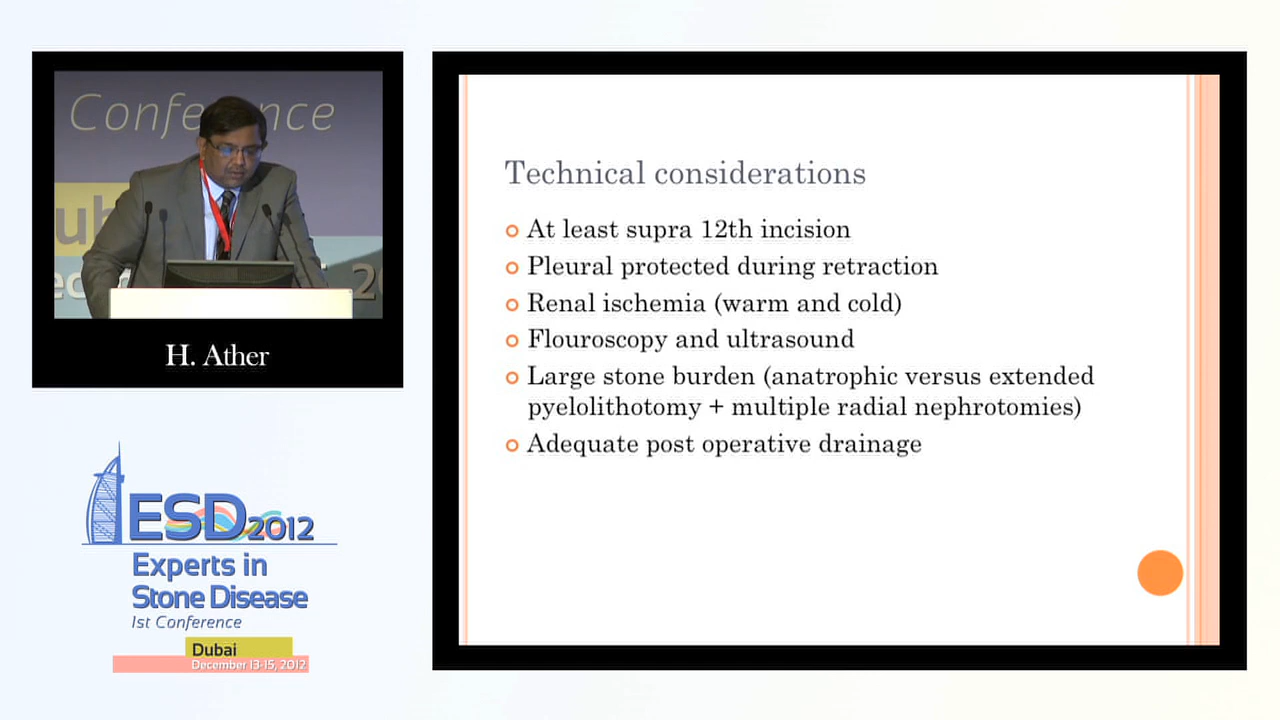 Conference
H. Ather
ESD 2012
Experts in
Stone Disease
1st Conference
Dubai
December 13-15, 2012
Technical considerations
At least supra 12th incision
Pleural protected during retraction
Renal ischemia (warm and cold)
Flouroscopy and ultrasound
Large stone burden (anatrophic versus extended
pyelolithotomy + multiple radial nephrotomies)
Adequate post operative drainage